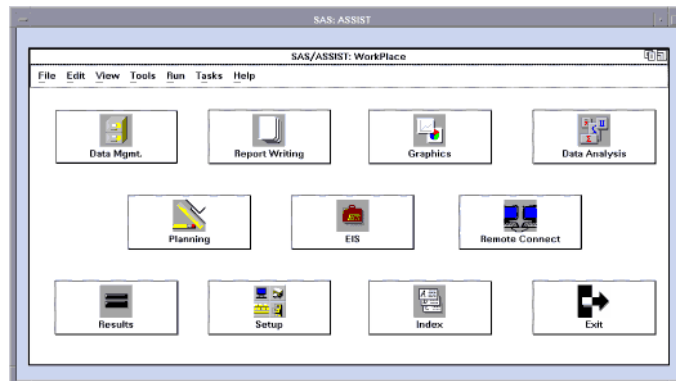 SAS: ASSIST
SAS/ASSIST: WorkPlace
File Edit View Tools Run Tasks Help
Data Mgmt. Report Writing Graphics Data Analysis
Planning EIS Remote Connect
Results Setup Index Exit